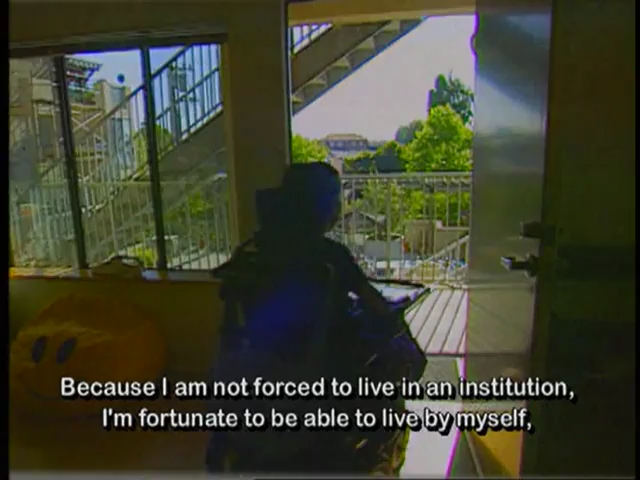 Because I am not forced to live in an institution,
I'm fortunate to be able to live by myself,